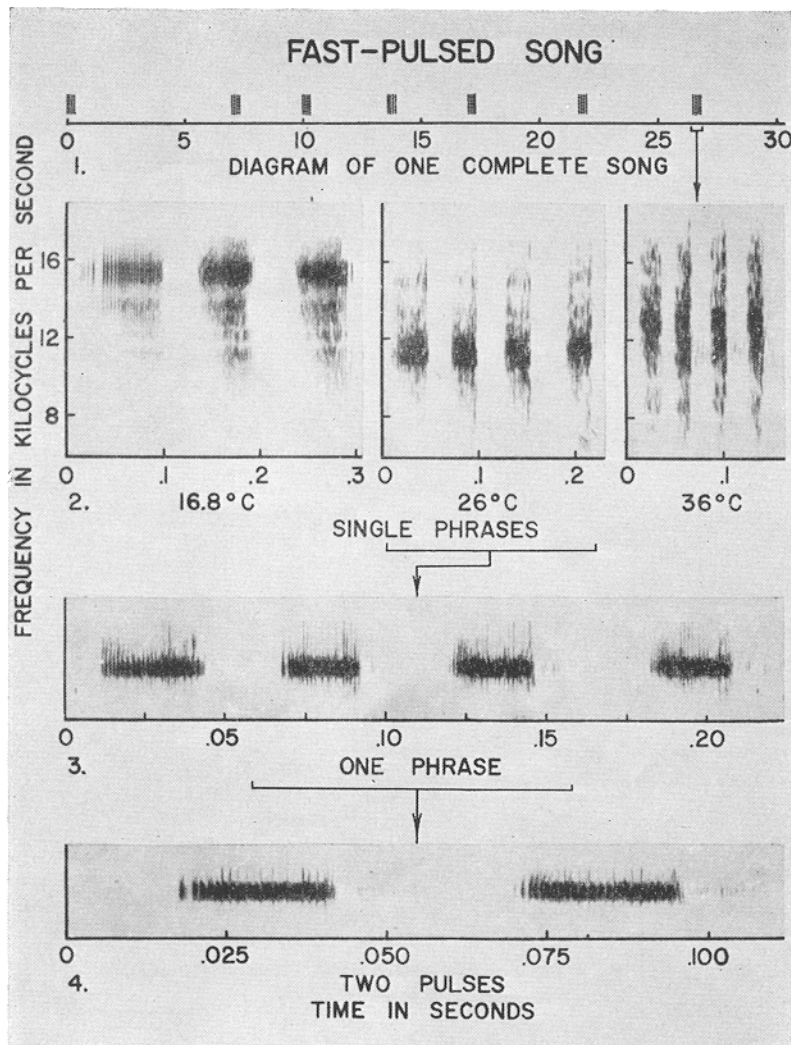 FAST-PULSED SONG
0 5 10 15 20 25 30
1. DIAGRAM OF ONE COMPLETE SONG
FREQUENCY IN KILOCYCLES PER SECOND
16
12
8
0 .1 .2 .3 0 .1 .2 0 .1
2. 16.8°C 26°C 36°C
SINGLE PHRASES
0 .05 .10 .15 .20
3. ONE PHRASE
0 .025 .050 .075 .100
4. TWO PULSES
TIME IN SECONDS